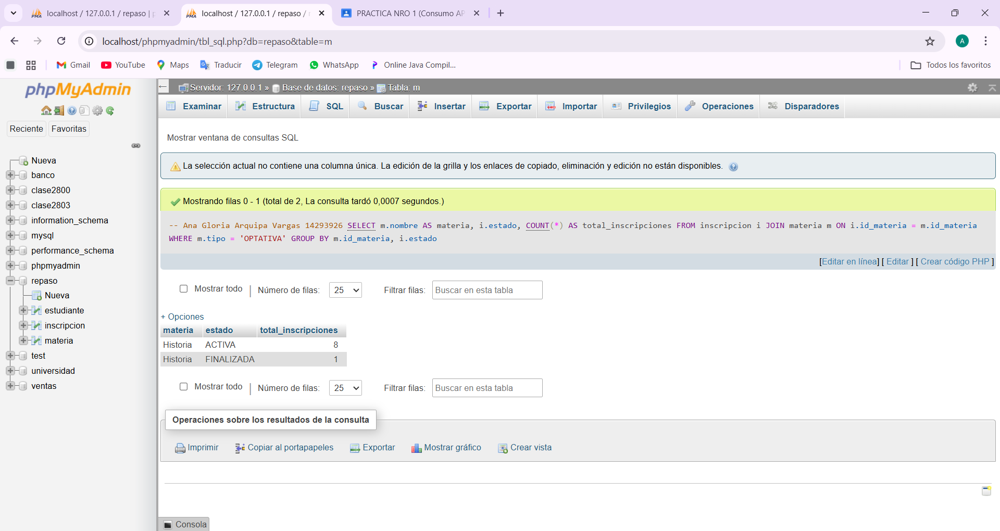 localhost / 127.0.0.1 / repaso | p
localhost / 127.0.0.1 / repaso / r
PRACTICA NRO 1 (Consumo AP
localhost/phpmyadmin/tbl_sql.php?db=repaso&table=m
A
Gmail
YouTube
Maps
Traducir
Telegram
WhatsApp
Online Java Compil...
Todos los favoritos
phpMyAdmin
Reciente
Favoritas
Nueva
banco
clase2800
clase2803
information_schema
mysql
performance_schema
phpmyadmin
repaso
Nueva
estudiante
inscripcion
materia
test
universidad
ventas
Servidor: 127.0.0.1 » Base de datos: repaso » Tabla: m
Examinar
Estructura
SQL
Buscar
Insertar
Exportar
Importar
Privilegios
Operaciones
Disparadores
Mostrar ventana de consultas SQL
La selección actual no contiene una columna única. La edición de la grilla y los enlaces de copiado, eliminación y edición no están disponibles.
Mostrando filas 0 - 1 (total de 2, La consulta tardó 0,0007 segundos.)
-- Ana Gloria Arquipa Vargas 14293926 SELECT m.nombre AS materia, i.estado, COUNT(*) AS total_inscripciones FROM inscripcion i JOIN materia m ON i.id_materia = m.id_materia
WHERE m.tipo = 'OPTATIVA' GROUP BY m.id_materia, i.estado
[Editar en línea] [ Editar ] [ Crear código PHP ]
Mostrar todo | Número de filas: 25 Filtrar filas: Buscar en esta tabla
+ Opciones
materia estado total_inscripciones
Historia ACTIVA 8
Historia FINALIZADA 1
Mostrar todo | Número de filas: 25 Filtrar filas: Buscar en esta tabla
Operaciones sobre los resultados de la consulta
Imprimir
Copiar al portapapeles
Exportar
Mostrar gráfico
Crear vista
Consola